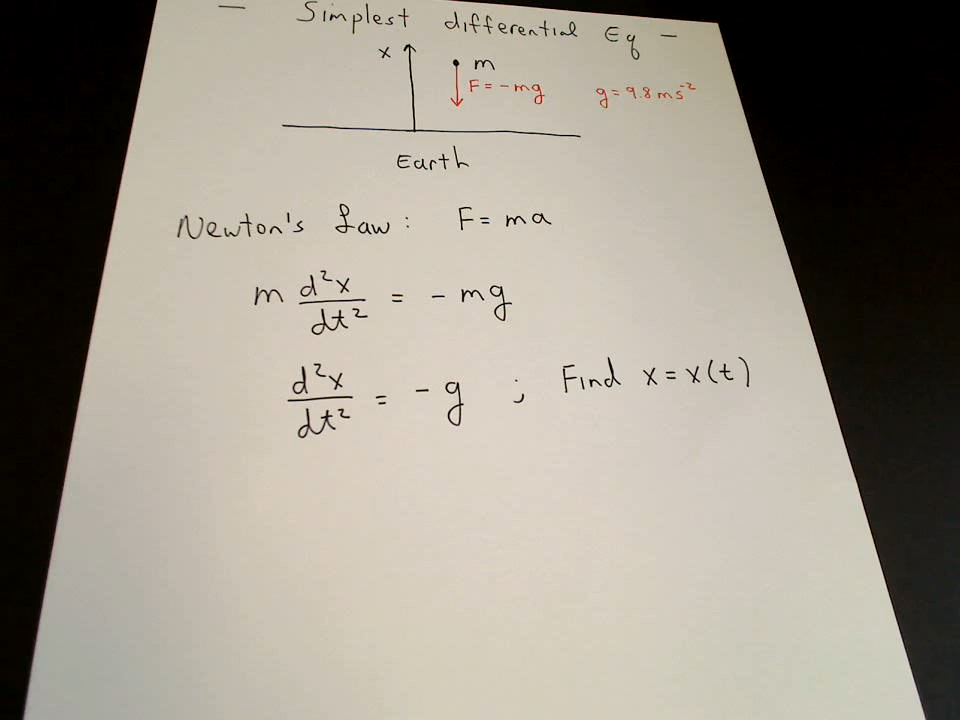 — Simplest differential Eq —
x
m
F = - mg
g = 9.8 ms⁻²
Earth
Newton's Law : F = ma
m d²x/dt² = - mg
d²x/dt² = - g ; Find x = x(t)